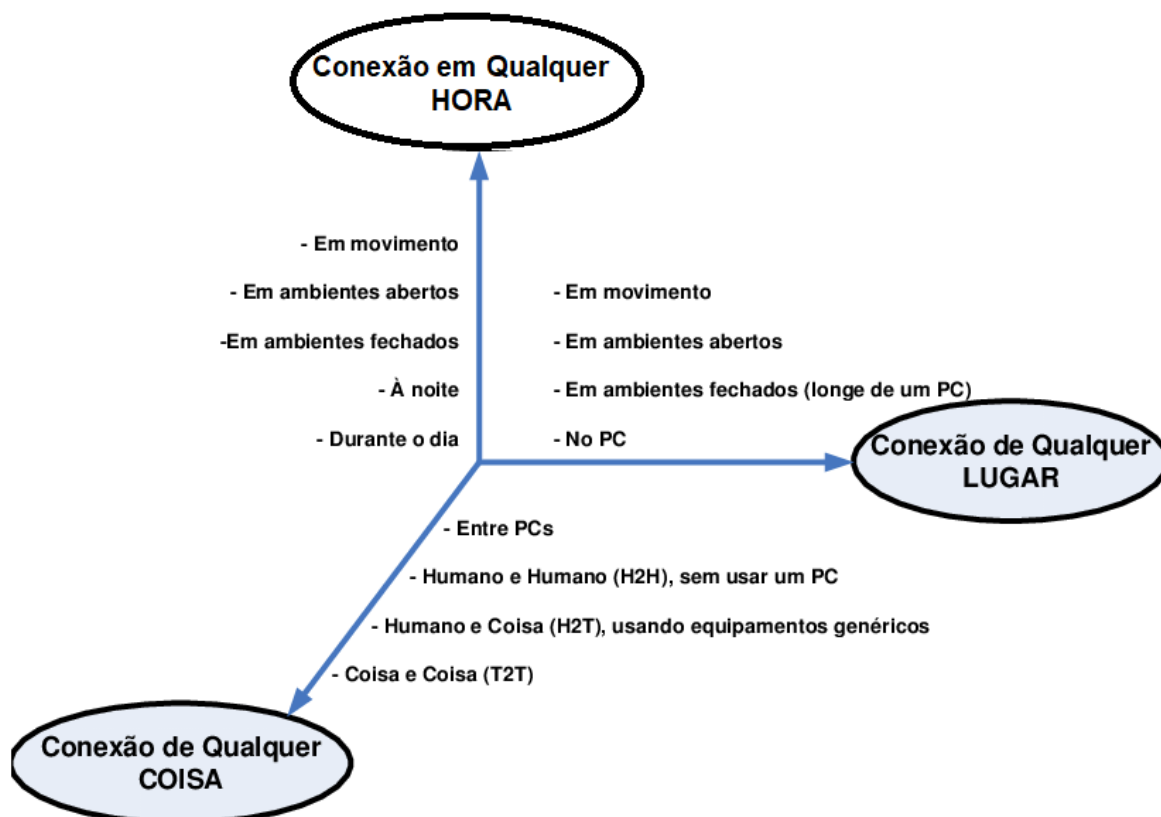 Conexão em Qualquer
HORA
- Em movimento
- Em ambientes abertos
-Em ambientes fechados
- À noite
- Durante o dia
- Em movimento
- Em ambientes abertos
- Em ambientes fechados (longe de um PC)
- No PC
Conexão de Qualquer
LUGAR
- Entre PCs
- Humano e Humano (H2H), sem usar um PC
- Humano e Coisa (H2T), usando equipamentos genéricos
- Coisa e Coisa (T2T)
Conexão de Qualquer
COISA